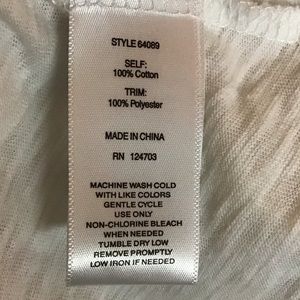 STYLE 64089
SELF:
100% Cotton
TRIM:
100% Polyester
MADE IN CHINA
RN 124703
MACHINE WASH COLD
WITH LIKE COLORS
GENTLE CYCLE
USE ONLY
NON-CHLORINE BLEACH
WHEN NEEDED
TUMBLE DRY LOW
REMOVE PROMPTLY
LOW IRON IF NEEDED